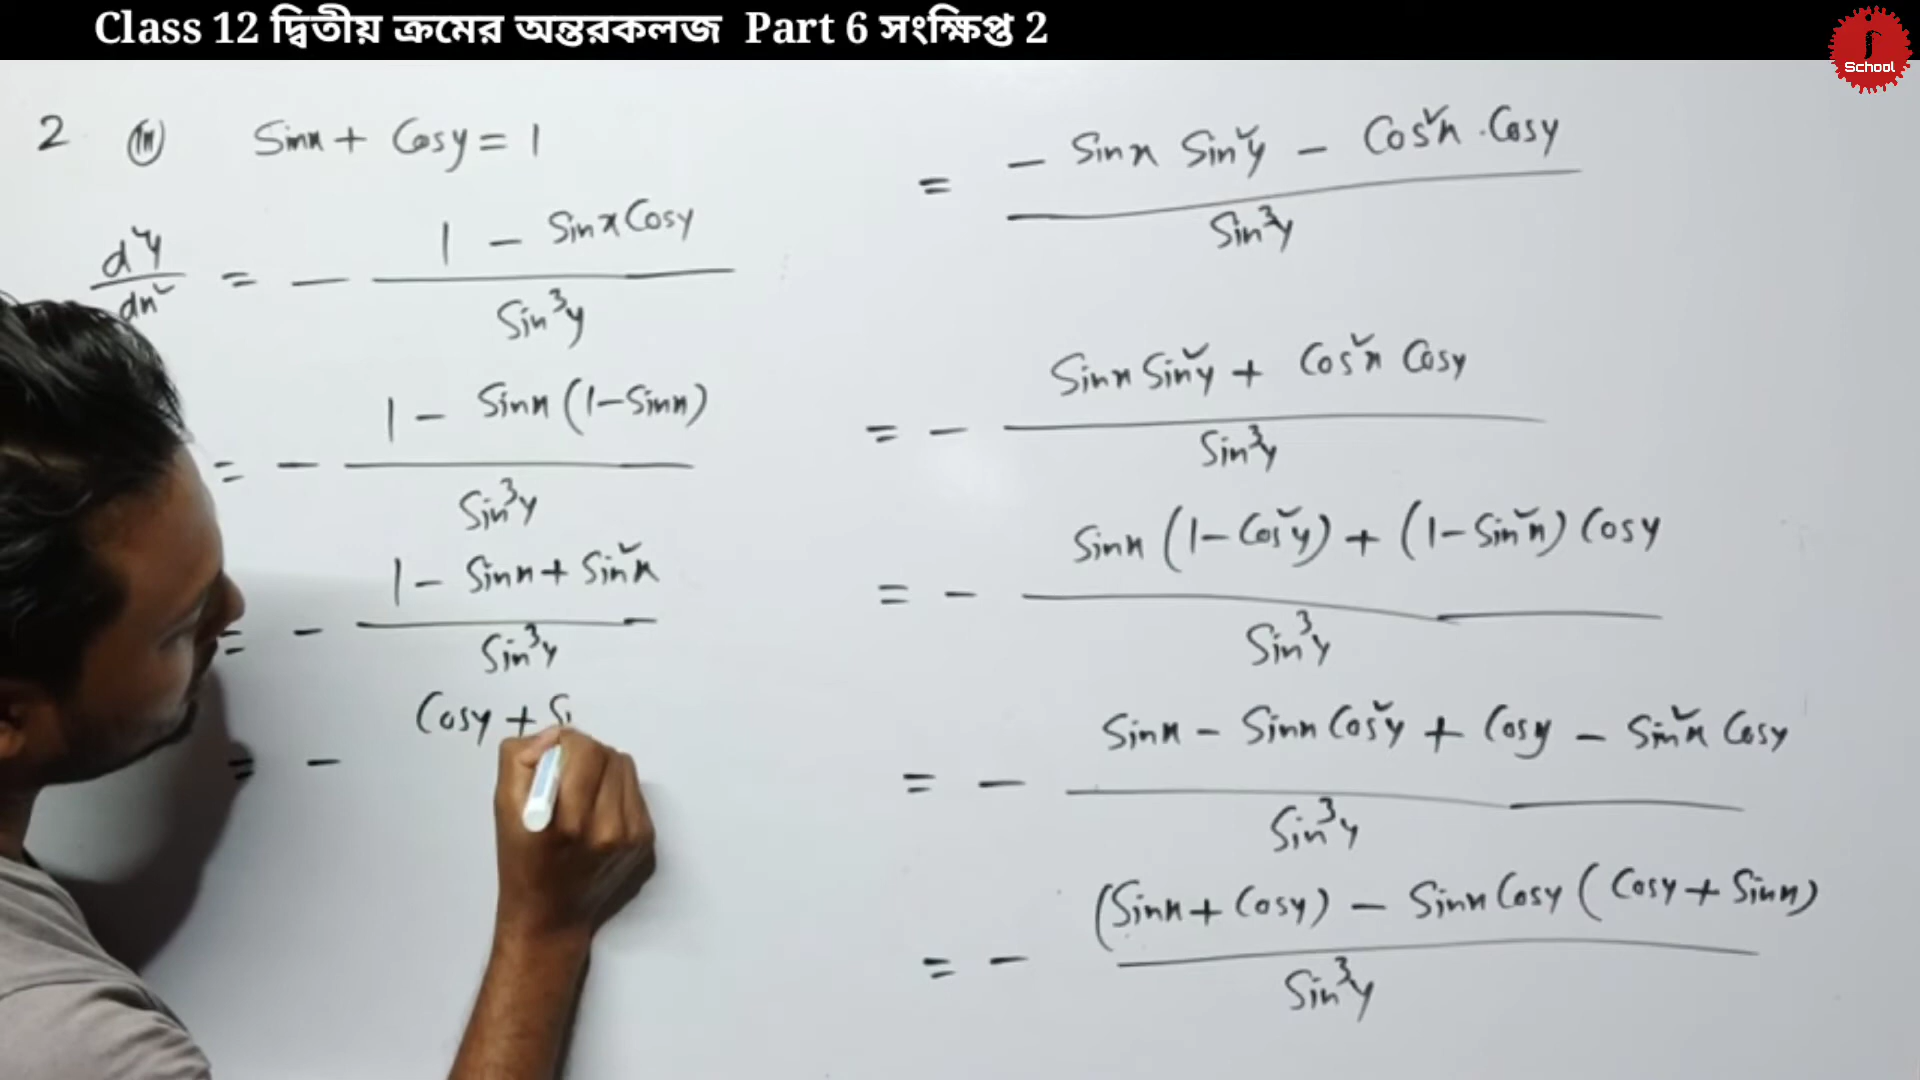 Class 12 দ্বিতীয় ক্রমের অন্তরকলজ Part 6 সংক্ষিপ্ত 2
School
2 (iii) Sinx + Cosy = 1
d²y/dx² = - (1 - Sinx Cosy)/Sin³y
= - (1 - Sinx (1 - Sinx))/Sin³y
= - (1 - Sinx + Sin²x)/Sin³y
= - Cosy + Si
= (- Sinx Sin²y - Cos²x . Cosy)/Sin³y
= - (Sinx Sin²y + Cos²x Cosy)/Sin³y
= - (Sinx (1 - Cos²y) + (1 - Sin²x) Cosy)/Sin³y
= - (Sinx - Sinx Cos²y + Cosy - Sin²x Cosy)/Sin³y
= - ((Sinx + Cosy) - Sinx Cosy (Cosy + Sinx))/Sin³y